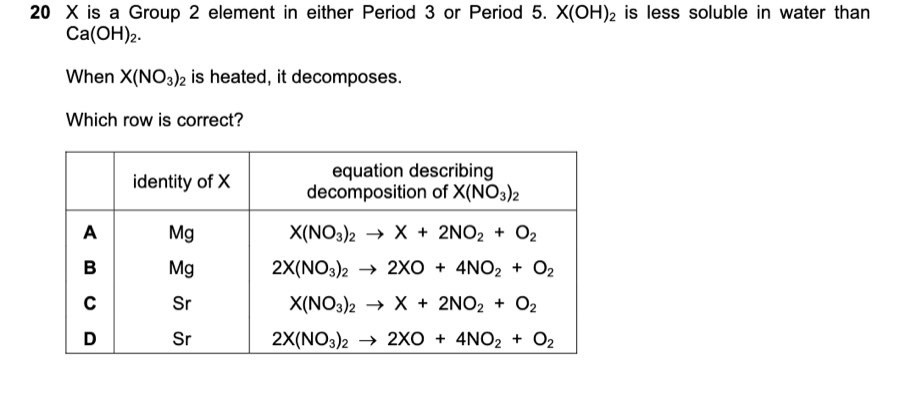 20 X is a Group 2 element in either Period 3 or Period 5. X(OH)₂ is less soluble in water than
Ca(OH)₂.
When X(NO₃)₂ is heated, it decomposes.
Which row is correct?
identity of X
equation describing
decomposition of X(NO₃)₂
A Mg X(NO₃)₂ → X + 2NO₂ + O₂
B Mg 2X(NO₃)₂ → 2XO + 4NO₂ + O₂
C Sr X(NO₃)₂ → X + 2NO₂ + O₂
D Sr 2X(NO₃)₂ → 2XO + 4NO₂ + O₂